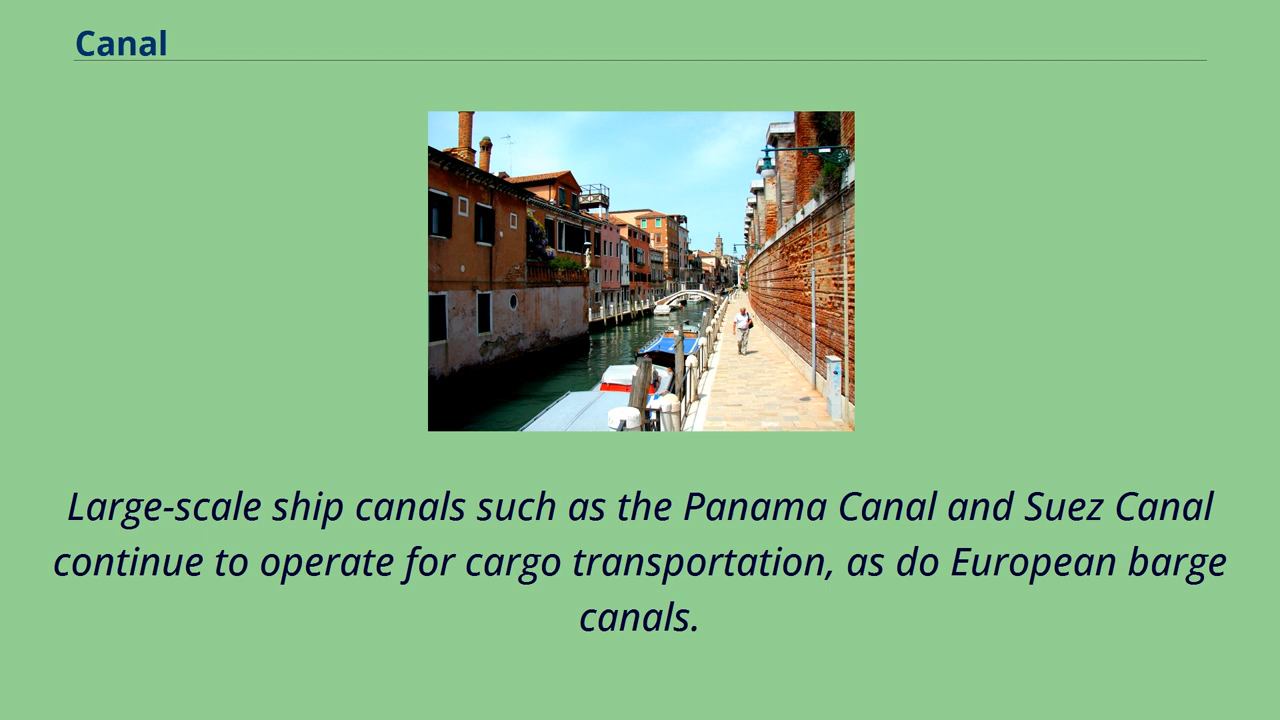 Canal
Large-scale ship canals such as the Panama Canal and Suez Canal
continue to operate for cargo transportation, as do European barge
canals.